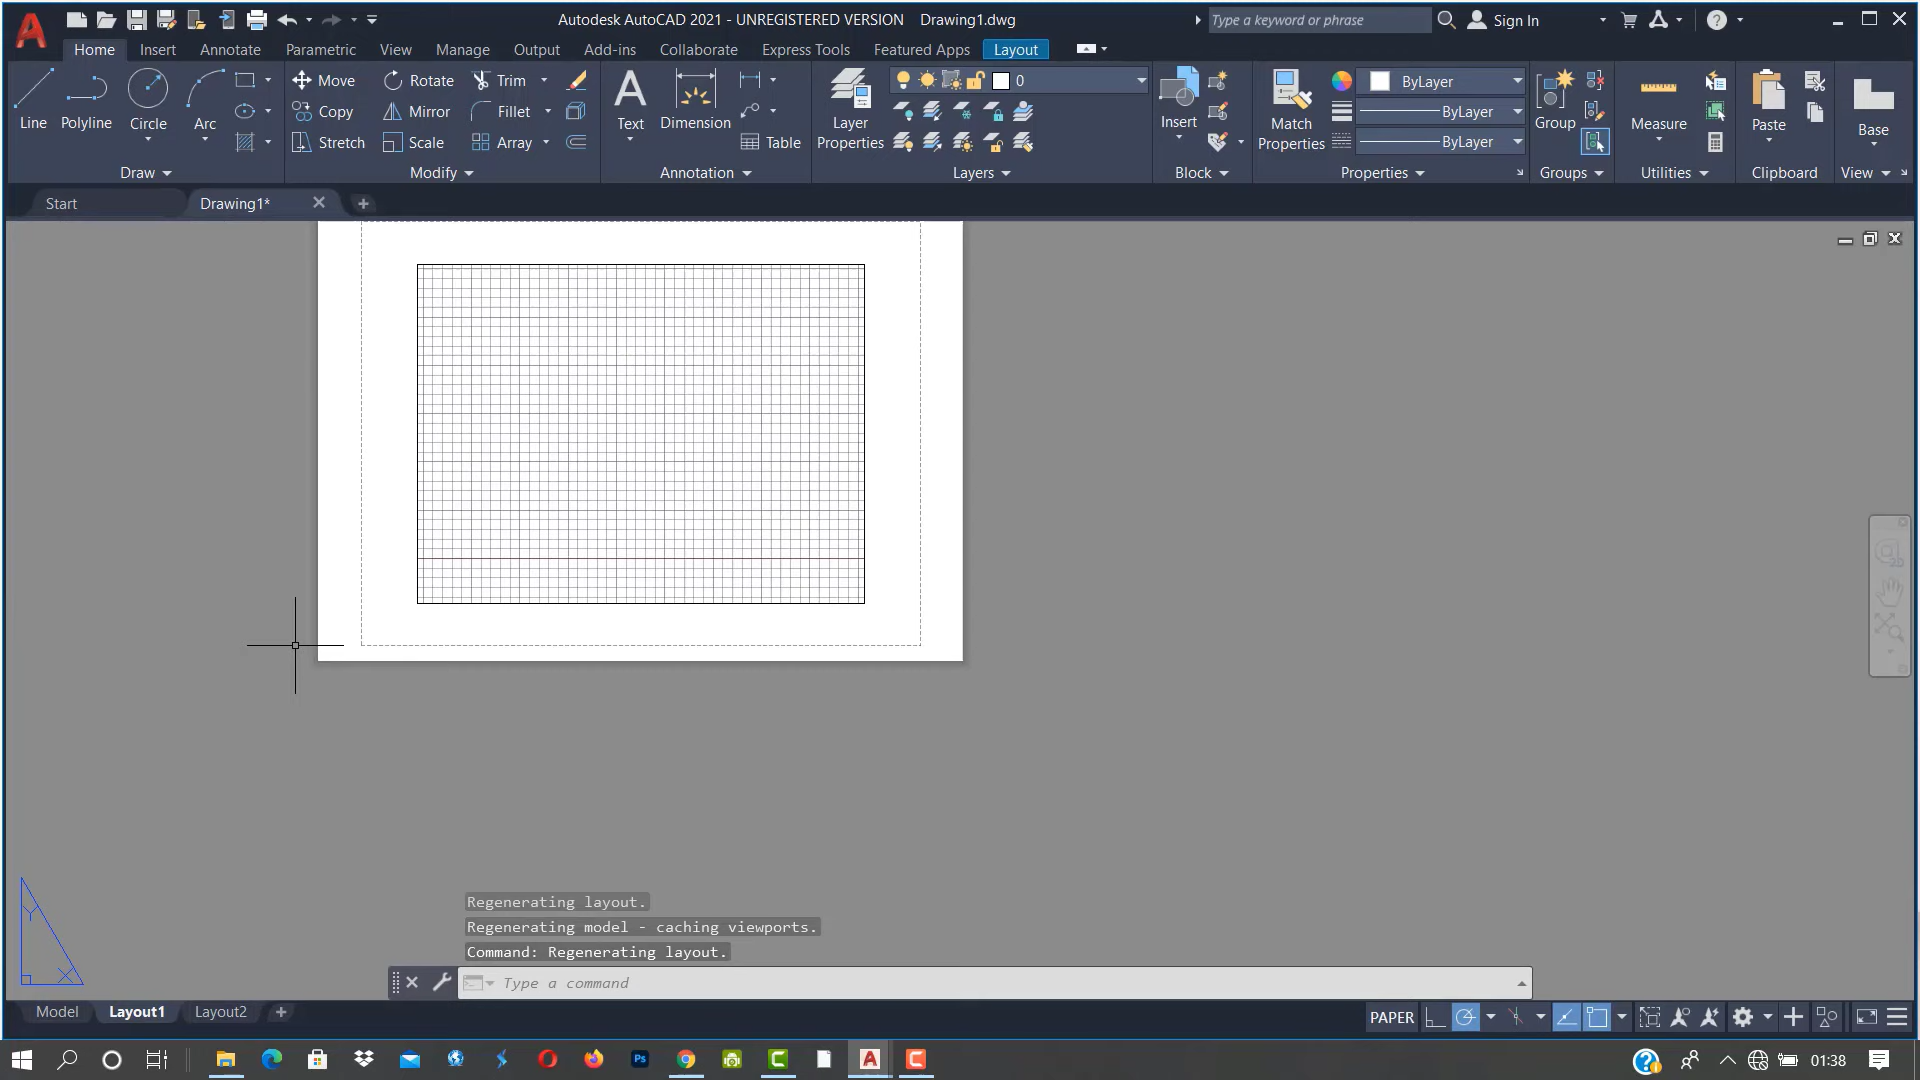 Autodesk AutoCAD 2021 - UNREGISTERED VERSION Drawing1.dwg
Type a keyword or phrase
Sign In
Home Insert Annotate Parametric View Manage Output Add-ins Collaborate Express Tools Featured Apps Layout
Line
Polyline
Circle
Arc
Draw
Move Rotate Trim
Copy Mirror Fillet
Stretch Scale Array
Modify
Text
Dimension
Table
Annotation
Layer
Properties
0
Layers
Insert
Block
Match
Properties
ByLayer
ByLayer
ByLayer
Properties
Group
Groups
Measure
Utilities
Paste
Clipboard
Base
View
Start
Drawing1*
2D
Y
X
Regenerating layout.
Regenerating model - caching viewports.
Command: Regenerating layout.
Type a command
Model Layout1 Layout2
PAPER
Ps
01:38